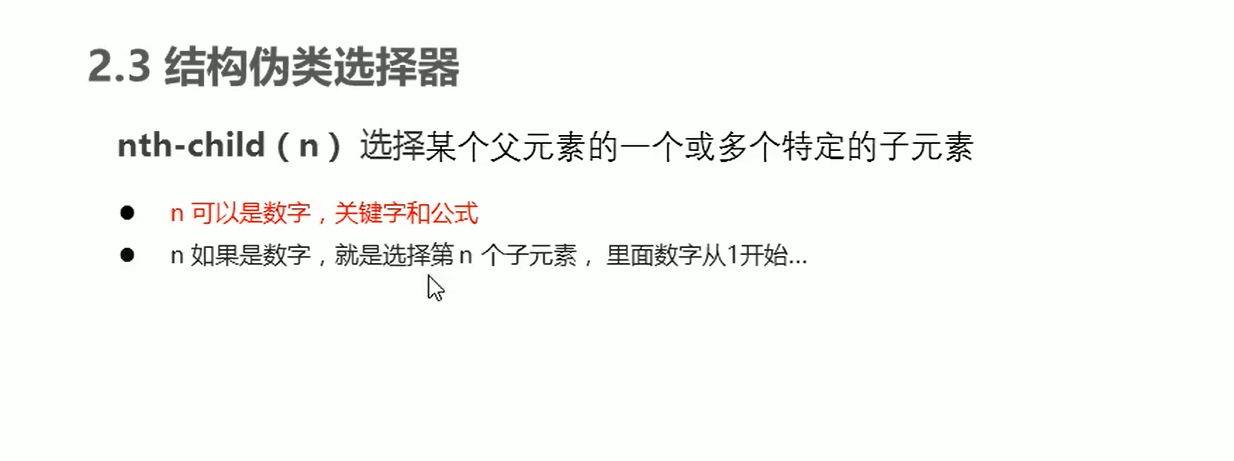 2.3 结构伪类选择器
nth-child（n） 选择某个父元素的一个或多个特定的子元素
● n 可以是数字，关键字和公式
● n 如果是数字，就是选择第 n 个子元素， 里面数字从1开始...